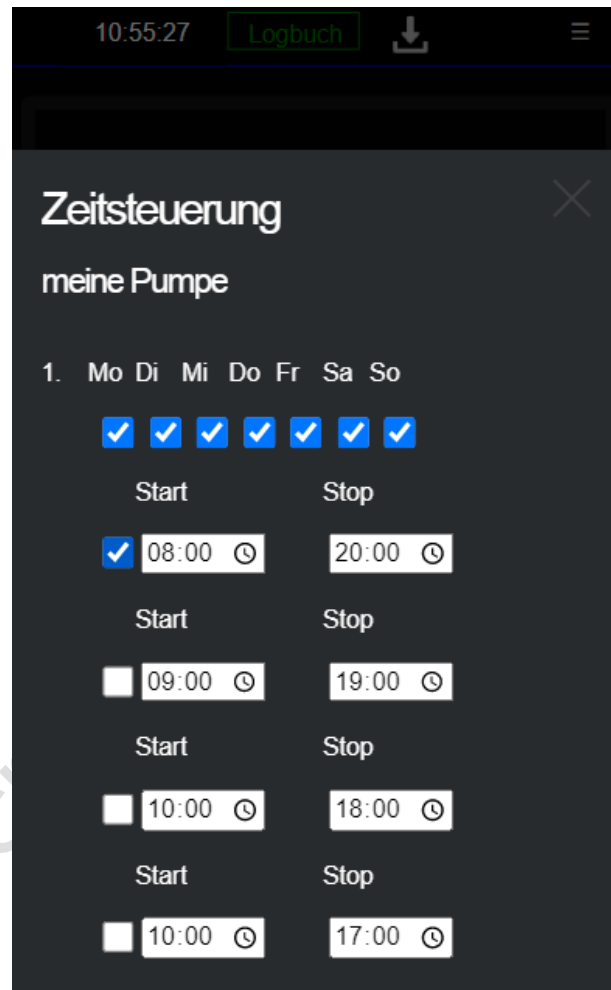 10:55:27 Logbuch
Zeitsteuerung
meine Pumpe
1. Mo Di Mi Do Fr Sa So
Start Stop
08:00 20:00
Start Stop
09:00 19:00
Start Stop
10:00 18:00
Start Stop
10:00 17:00